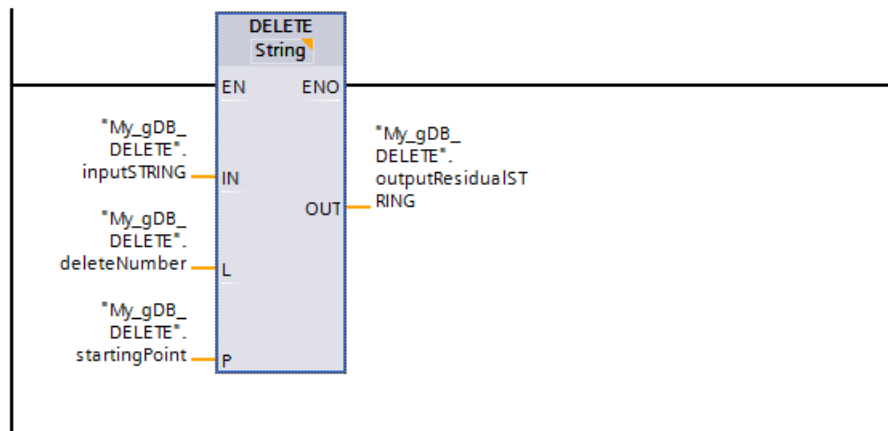 DELETE
String
EN ENO
"My_gDB_
DELETE".
inputSTRING
IN
"My_gDB_
DELETE".
outputResidualST
RING
OUT
"My_gDB_
DELETE".
deleteNumber
L
"My_gDB_
DELETE".
startingPoint
P